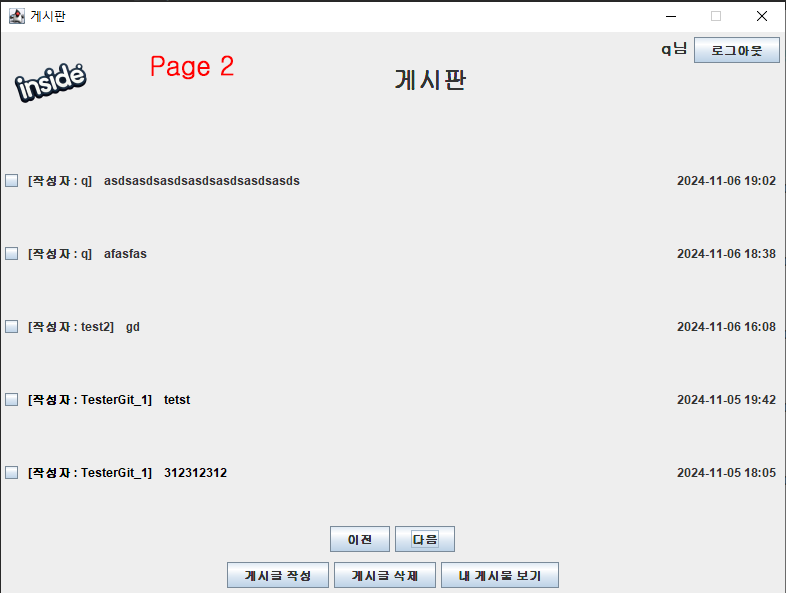 게시판
q님 로그아웃
inside
Page 2
게시판
[작성자 : q] asdsasdsasdsasdsasdsasdsasds 2024-11-06 19:02
[작성자 : q] afasfas 2024-11-06 18:38
[작성자 : test2] gd 2024-11-06 16:08
[작성자 : TesterGit_1] tetst 2024-11-05 19:42
[작성자 : TesterGit_1] 312312312 2024-11-05 18:05
이전 다음
게시글 작성 게시글 삭제 내 게시물 보기